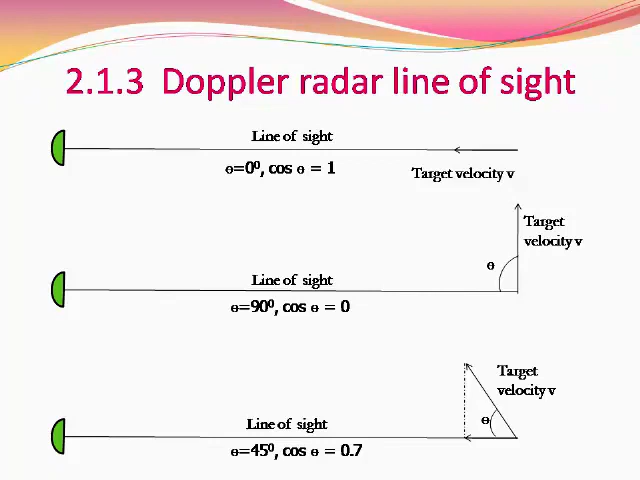 2.1.3 Doppler radar line of sight
Line of sight
ө=0⁰, cos ө = 1
Target velocity v
Target
velocity v
ө
Line of sight
ө=90⁰, cos ө = 0
Target
velocity v
ө
Line of sight
ө=45⁰, cos ө = 0.7